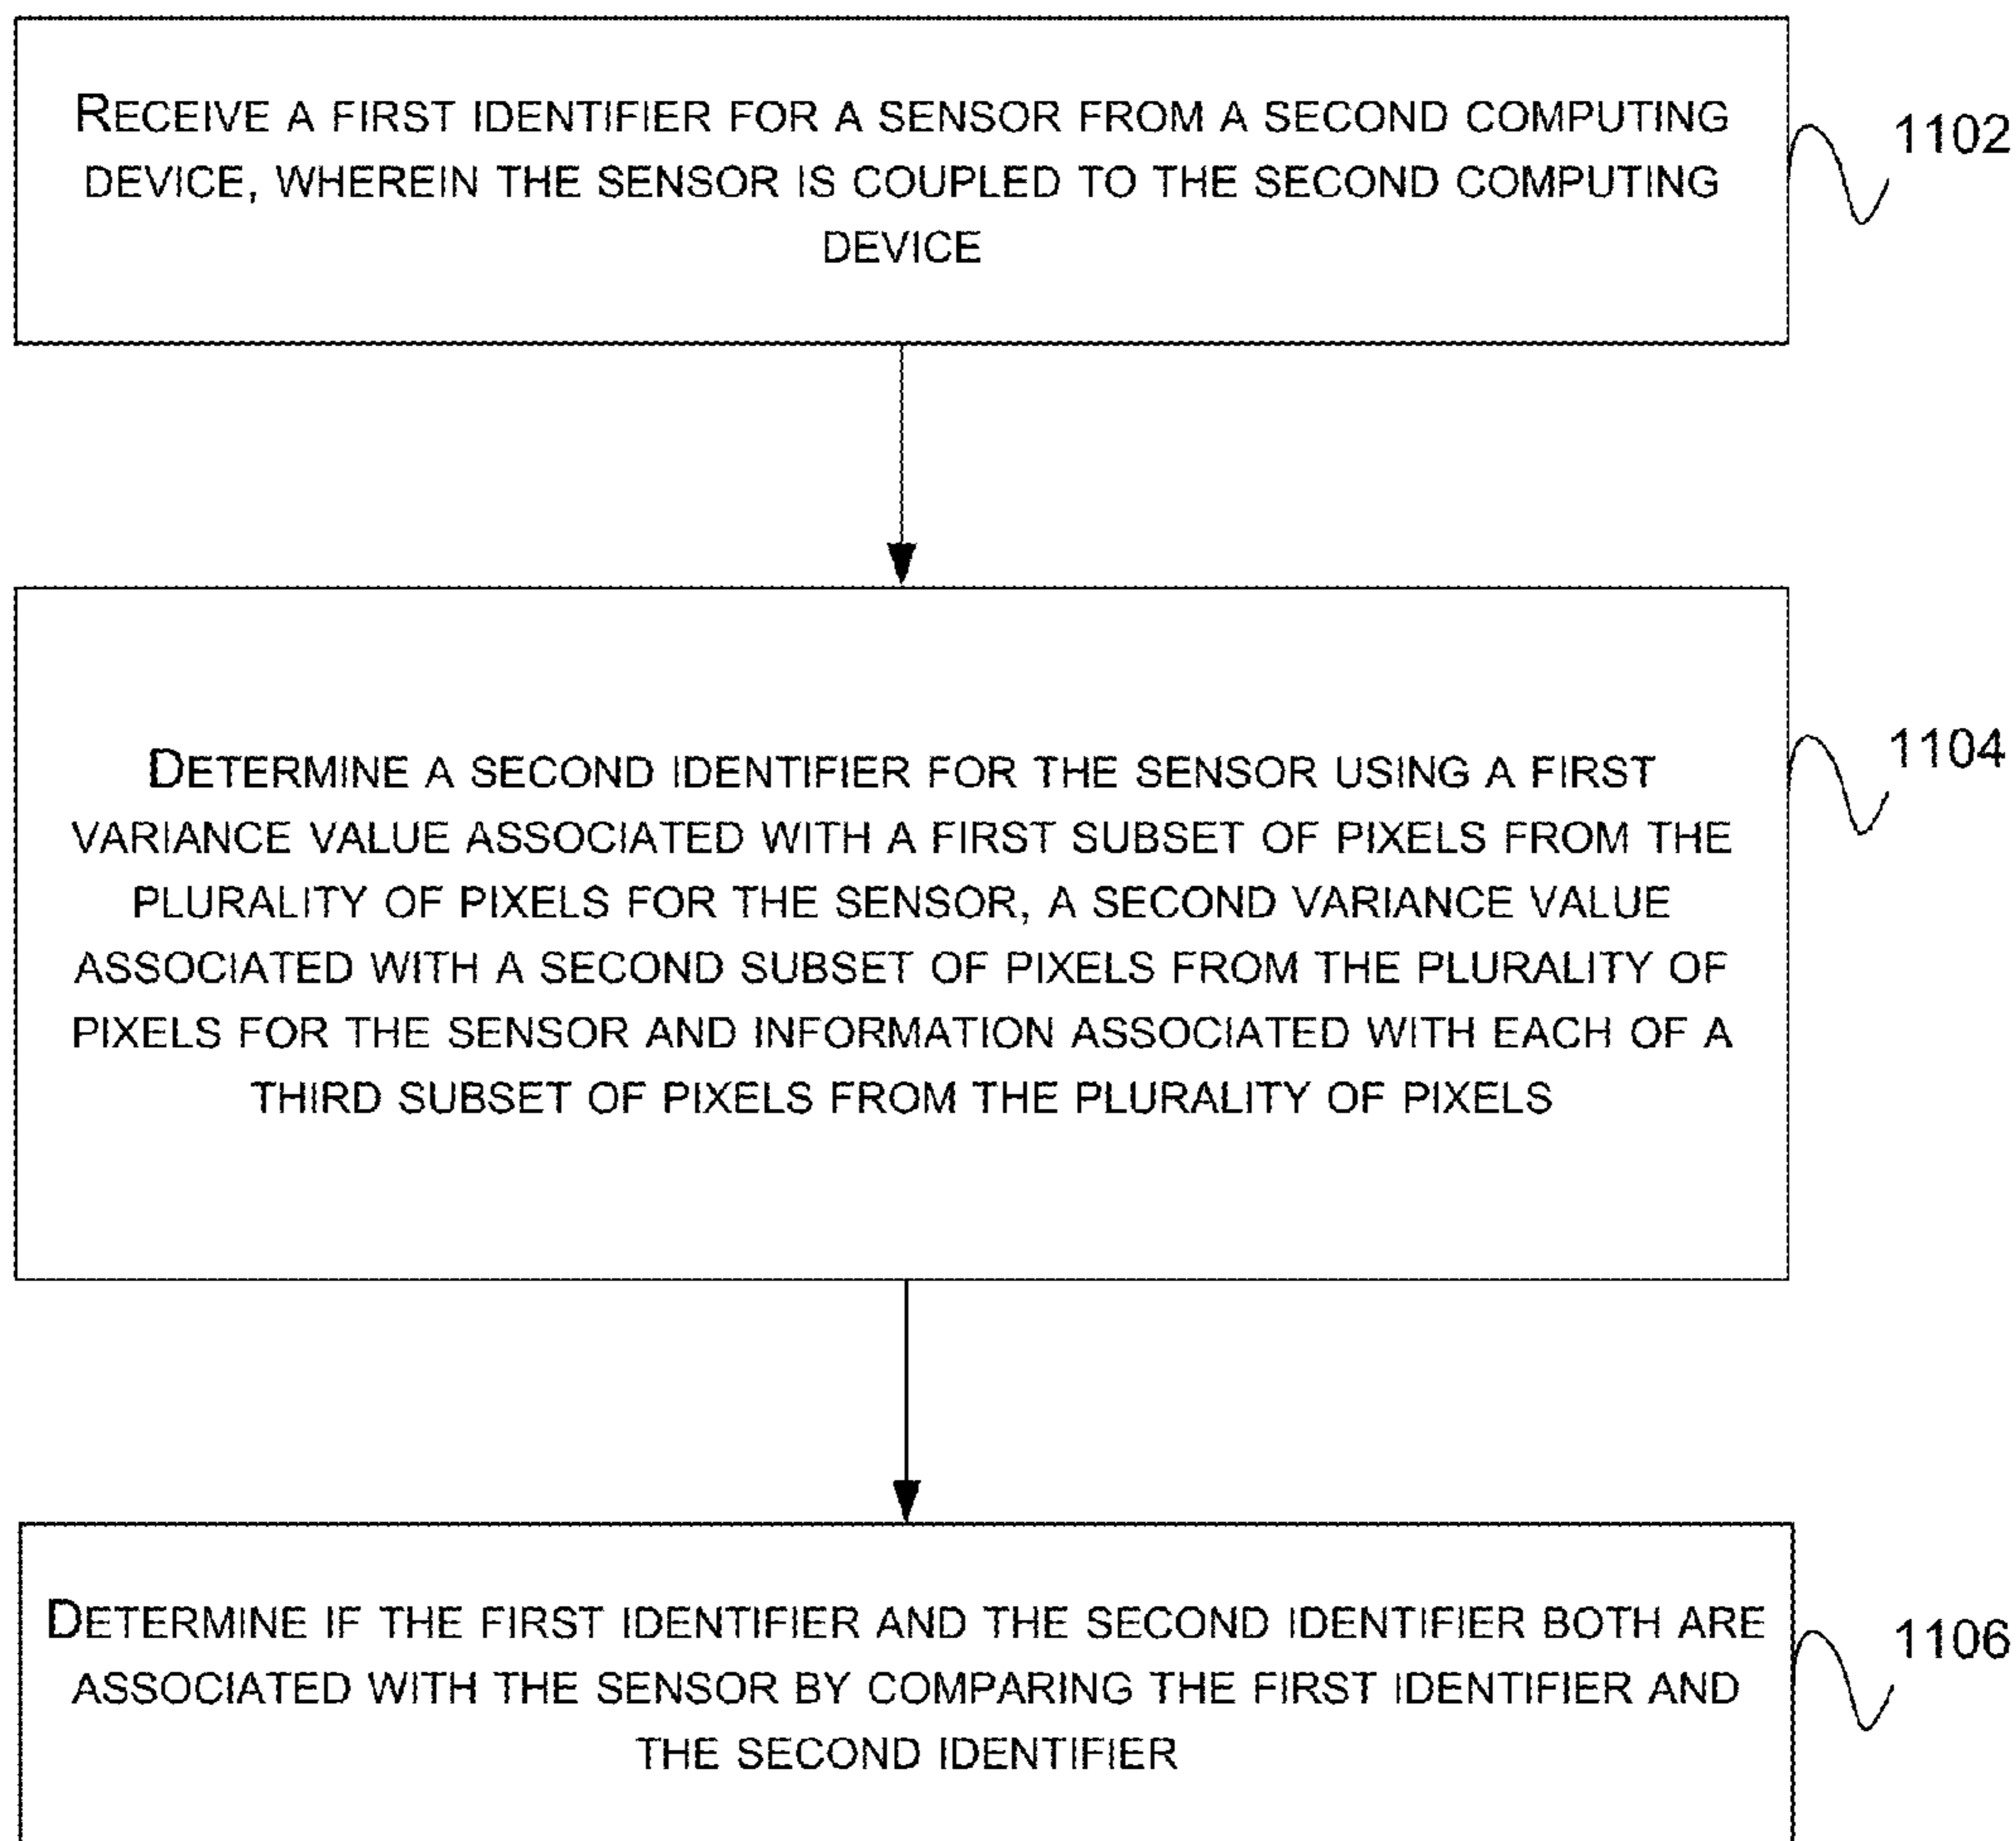 RECEIVE A FIRST IDENTIFIER FOR A SENSOR FROM A SECOND COMPUTING
DEVICE, WHEREIN THE SENSOR IS COUPLED TO THE SECOND COMPUTING
DEVICE
1102
DETERMINE A SECOND IDENTIFIER FOR THE SENSOR USING A FIRST
VARIANCE VALUE ASSOCIATED WITH A FIRST SUBSET OF PIXELS FROM THE
PLURALITY OF PIXELS FOR THE SENSOR, A SECOND VARIANCE VALUE
ASSOCIATED WITH A SECOND SUBSET OF PIXELS FROM THE PLURALITY OF
PIXELS FOR THE SENSOR AND INFORMATION ASSOCIATED WITH EACH OF A
THIRD SUBSET OF PIXELS FROM THE PLURALITY OF PIXELS
1104
DETERMINE IF THE FIRST IDENTIFIER AND THE SECOND IDENTIFIER BOTH ARE
ASSOCIATED WITH THE SENSOR BY COMPARING THE FIRST IDENTIFIER AND
THE SECOND IDENTIFIER
1106